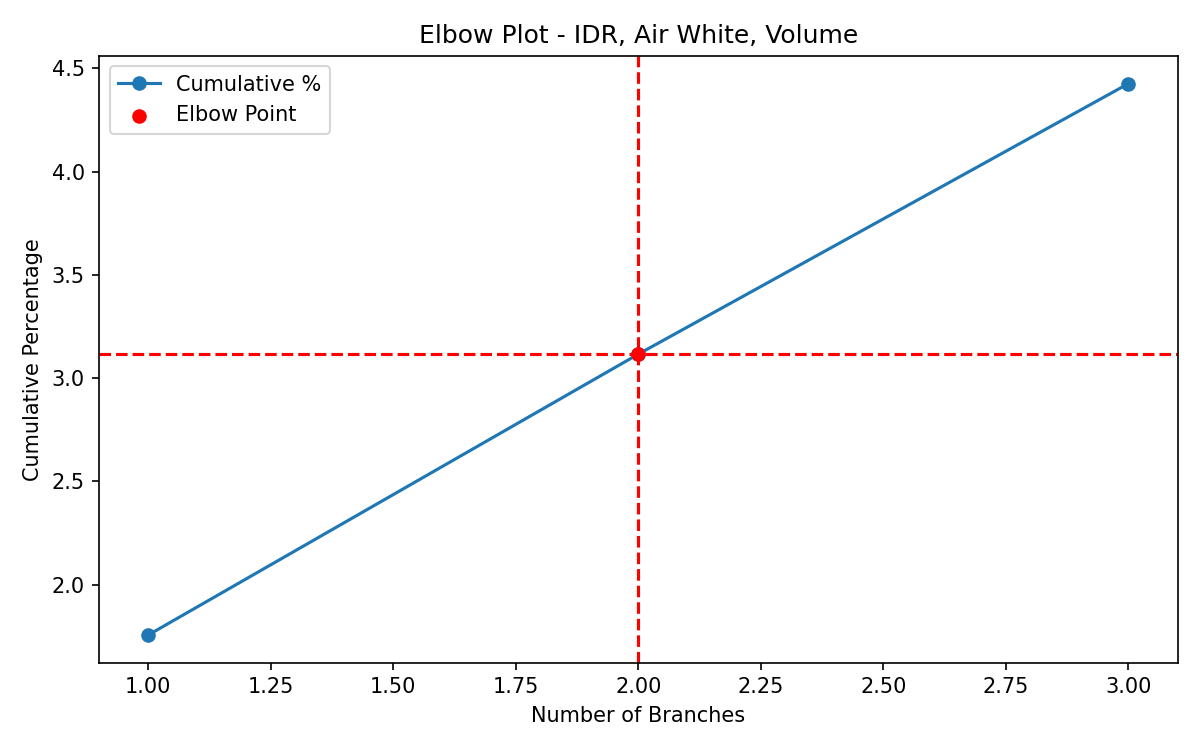 Elbow Plot - IDR, Air White, Volume
Cumulative %
Elbow Point
Cumulative Percentage
4.5
4.0
3.5
3.0
2.5
2.0
1.00 1.25 1.50 1.75 2.00 2.25 2.50 2.75 3.00
Number of Branches